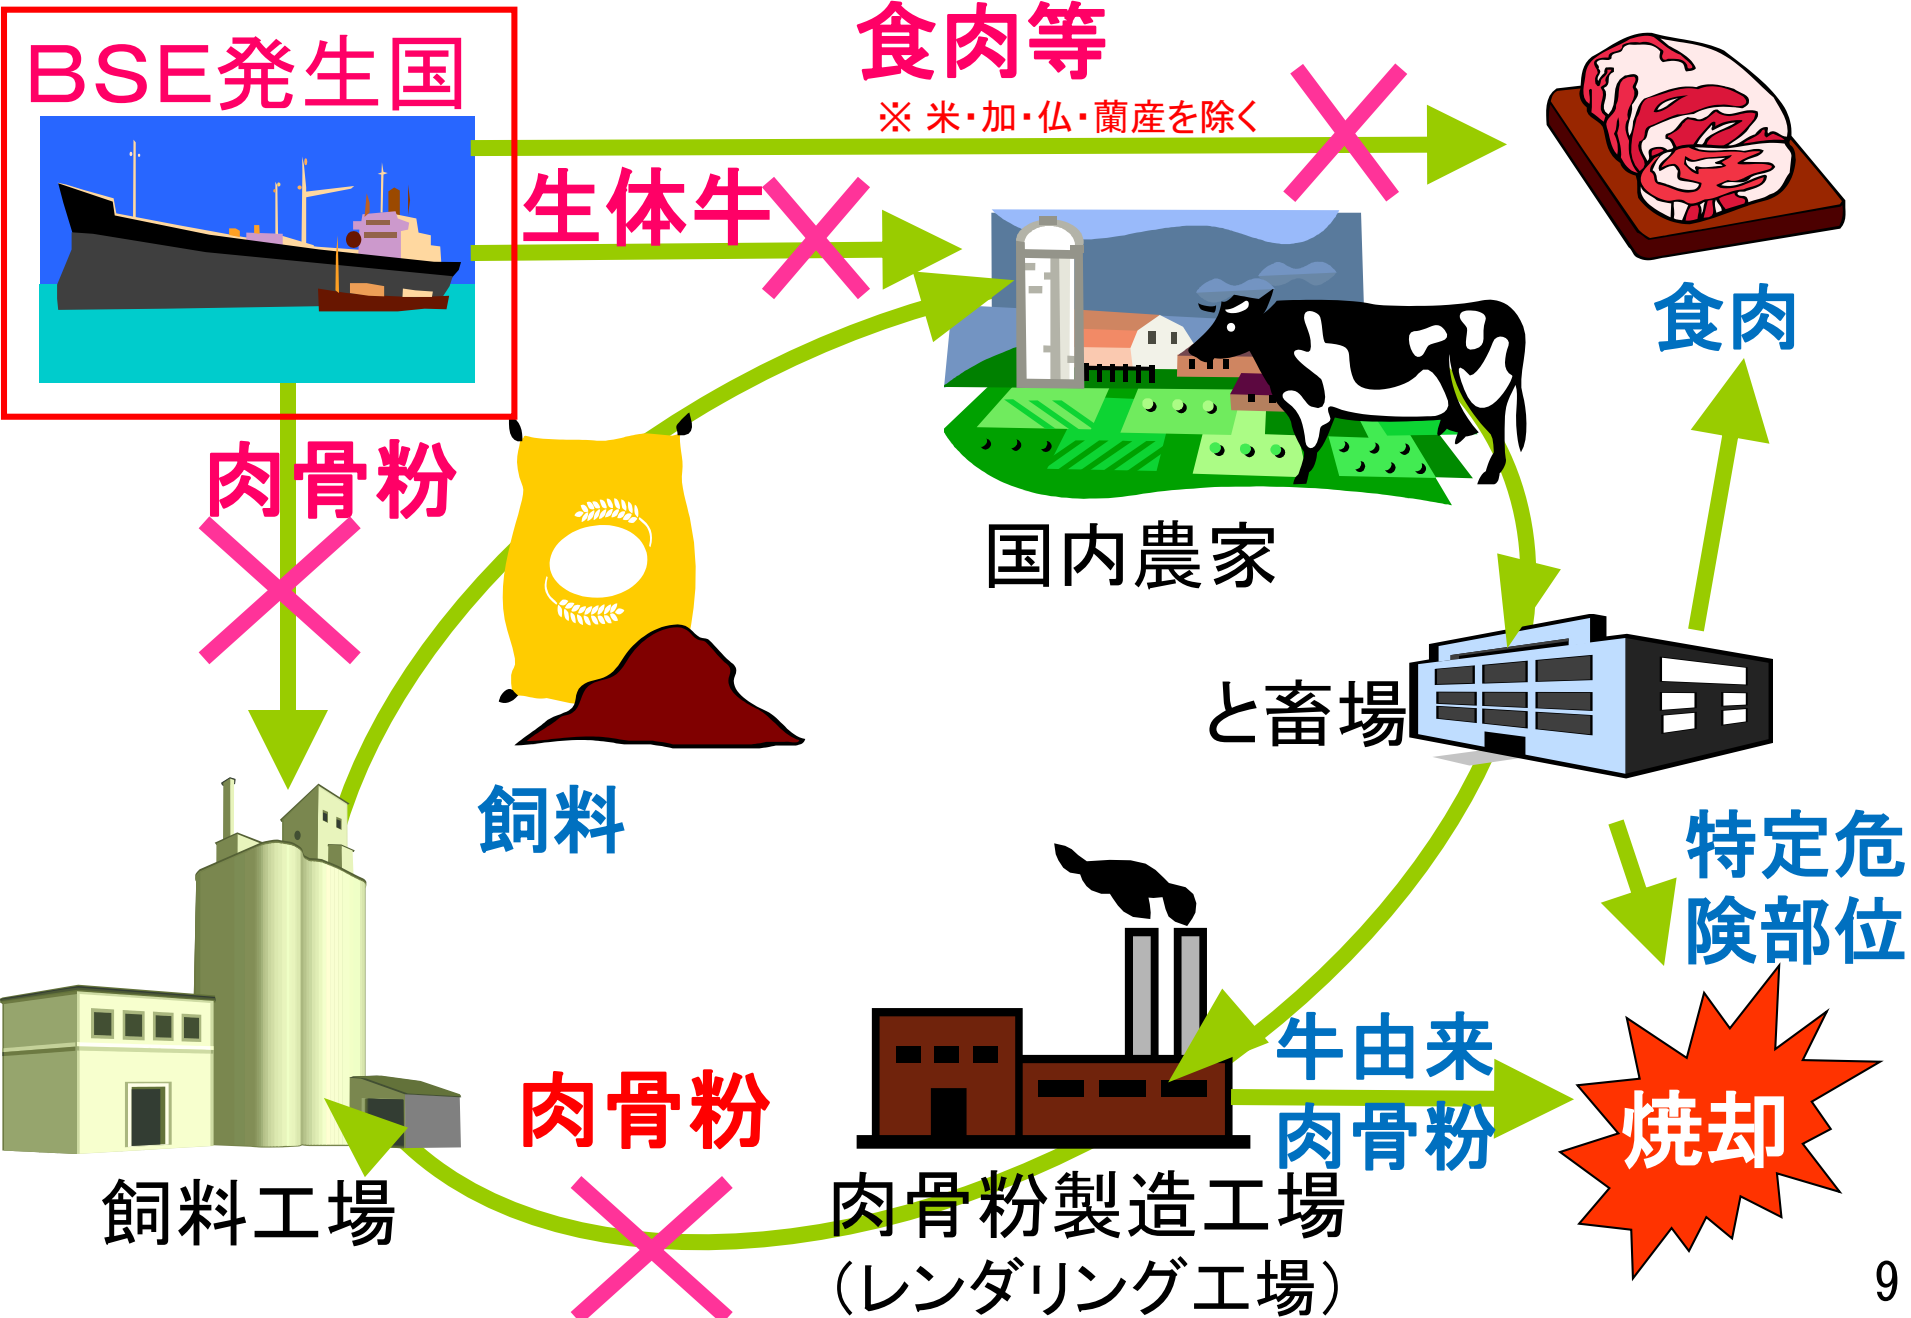 BSE発生国
食肉等
※ 米・加・仏・蘭産を除く
生体牛
食肉
肉骨粉
国内農家
と畜場
飼料
特定危
険部位
牛由来
肉骨粉
焼却
肉骨粉
飼料工場
肉骨粉製造工場
（レンダリング工場）
9